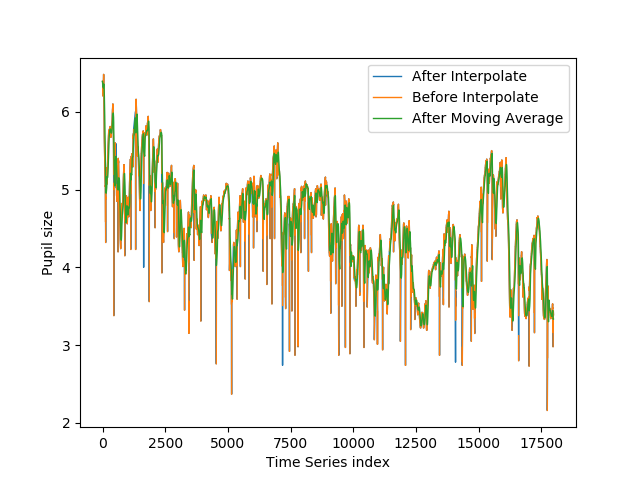 After Interpolate
Before Interpolate
After Moving Average
6
5
4
3
2
Pupil size
0 2500 5000 7500 10000 12500 15000 17500
Time Series index